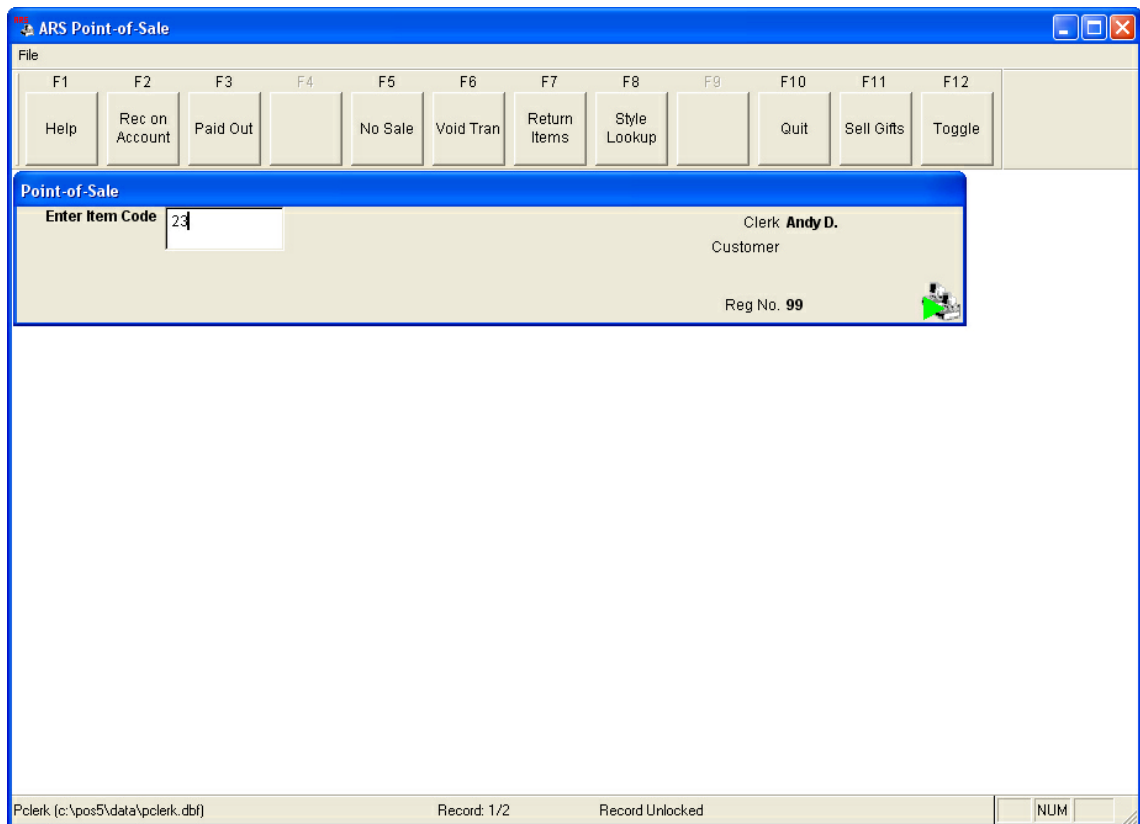 ARS Point-of-Sale
File
F1 F2 F3 F4 F5 F6 F7 F8 F9 F10 F11 F12
Help
Rec on
Account
Paid Out
No Sale
Void Tran
Return
Items
Style
Lookup
Quit
Sell Gifts
Toggle
Point-of-Sale
Enter Item Code 23
Clerk Andy D.
Customer
Reg No. 99
Pclerk (c:\pos5\data\pclerk.dbf) Record: 1/2 Record Unlocked NUM